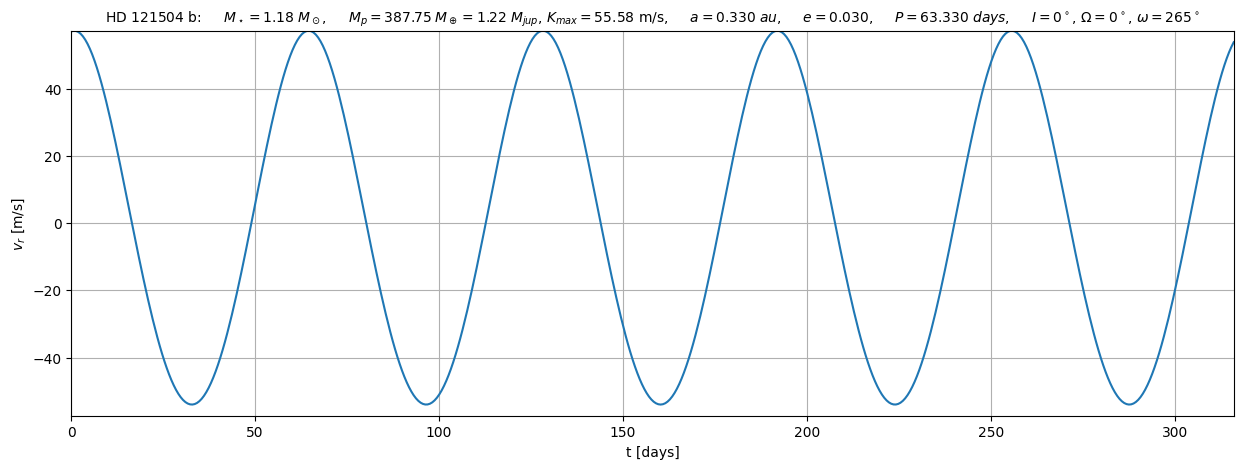 HD 121504 b: M⋆ = 1.18 M⊙, Mp = 387.75 M⊕ = 1.22 Mjup, Kmax = 55.58 m/s, a = 0.330 au, e = 0.030, P = 63.330 days, I = 0°, Ω = 0°, ω = 265°
40
20
0
−20
−40
vr [m/s]
0 50 100 150 200 250 300
t [days]